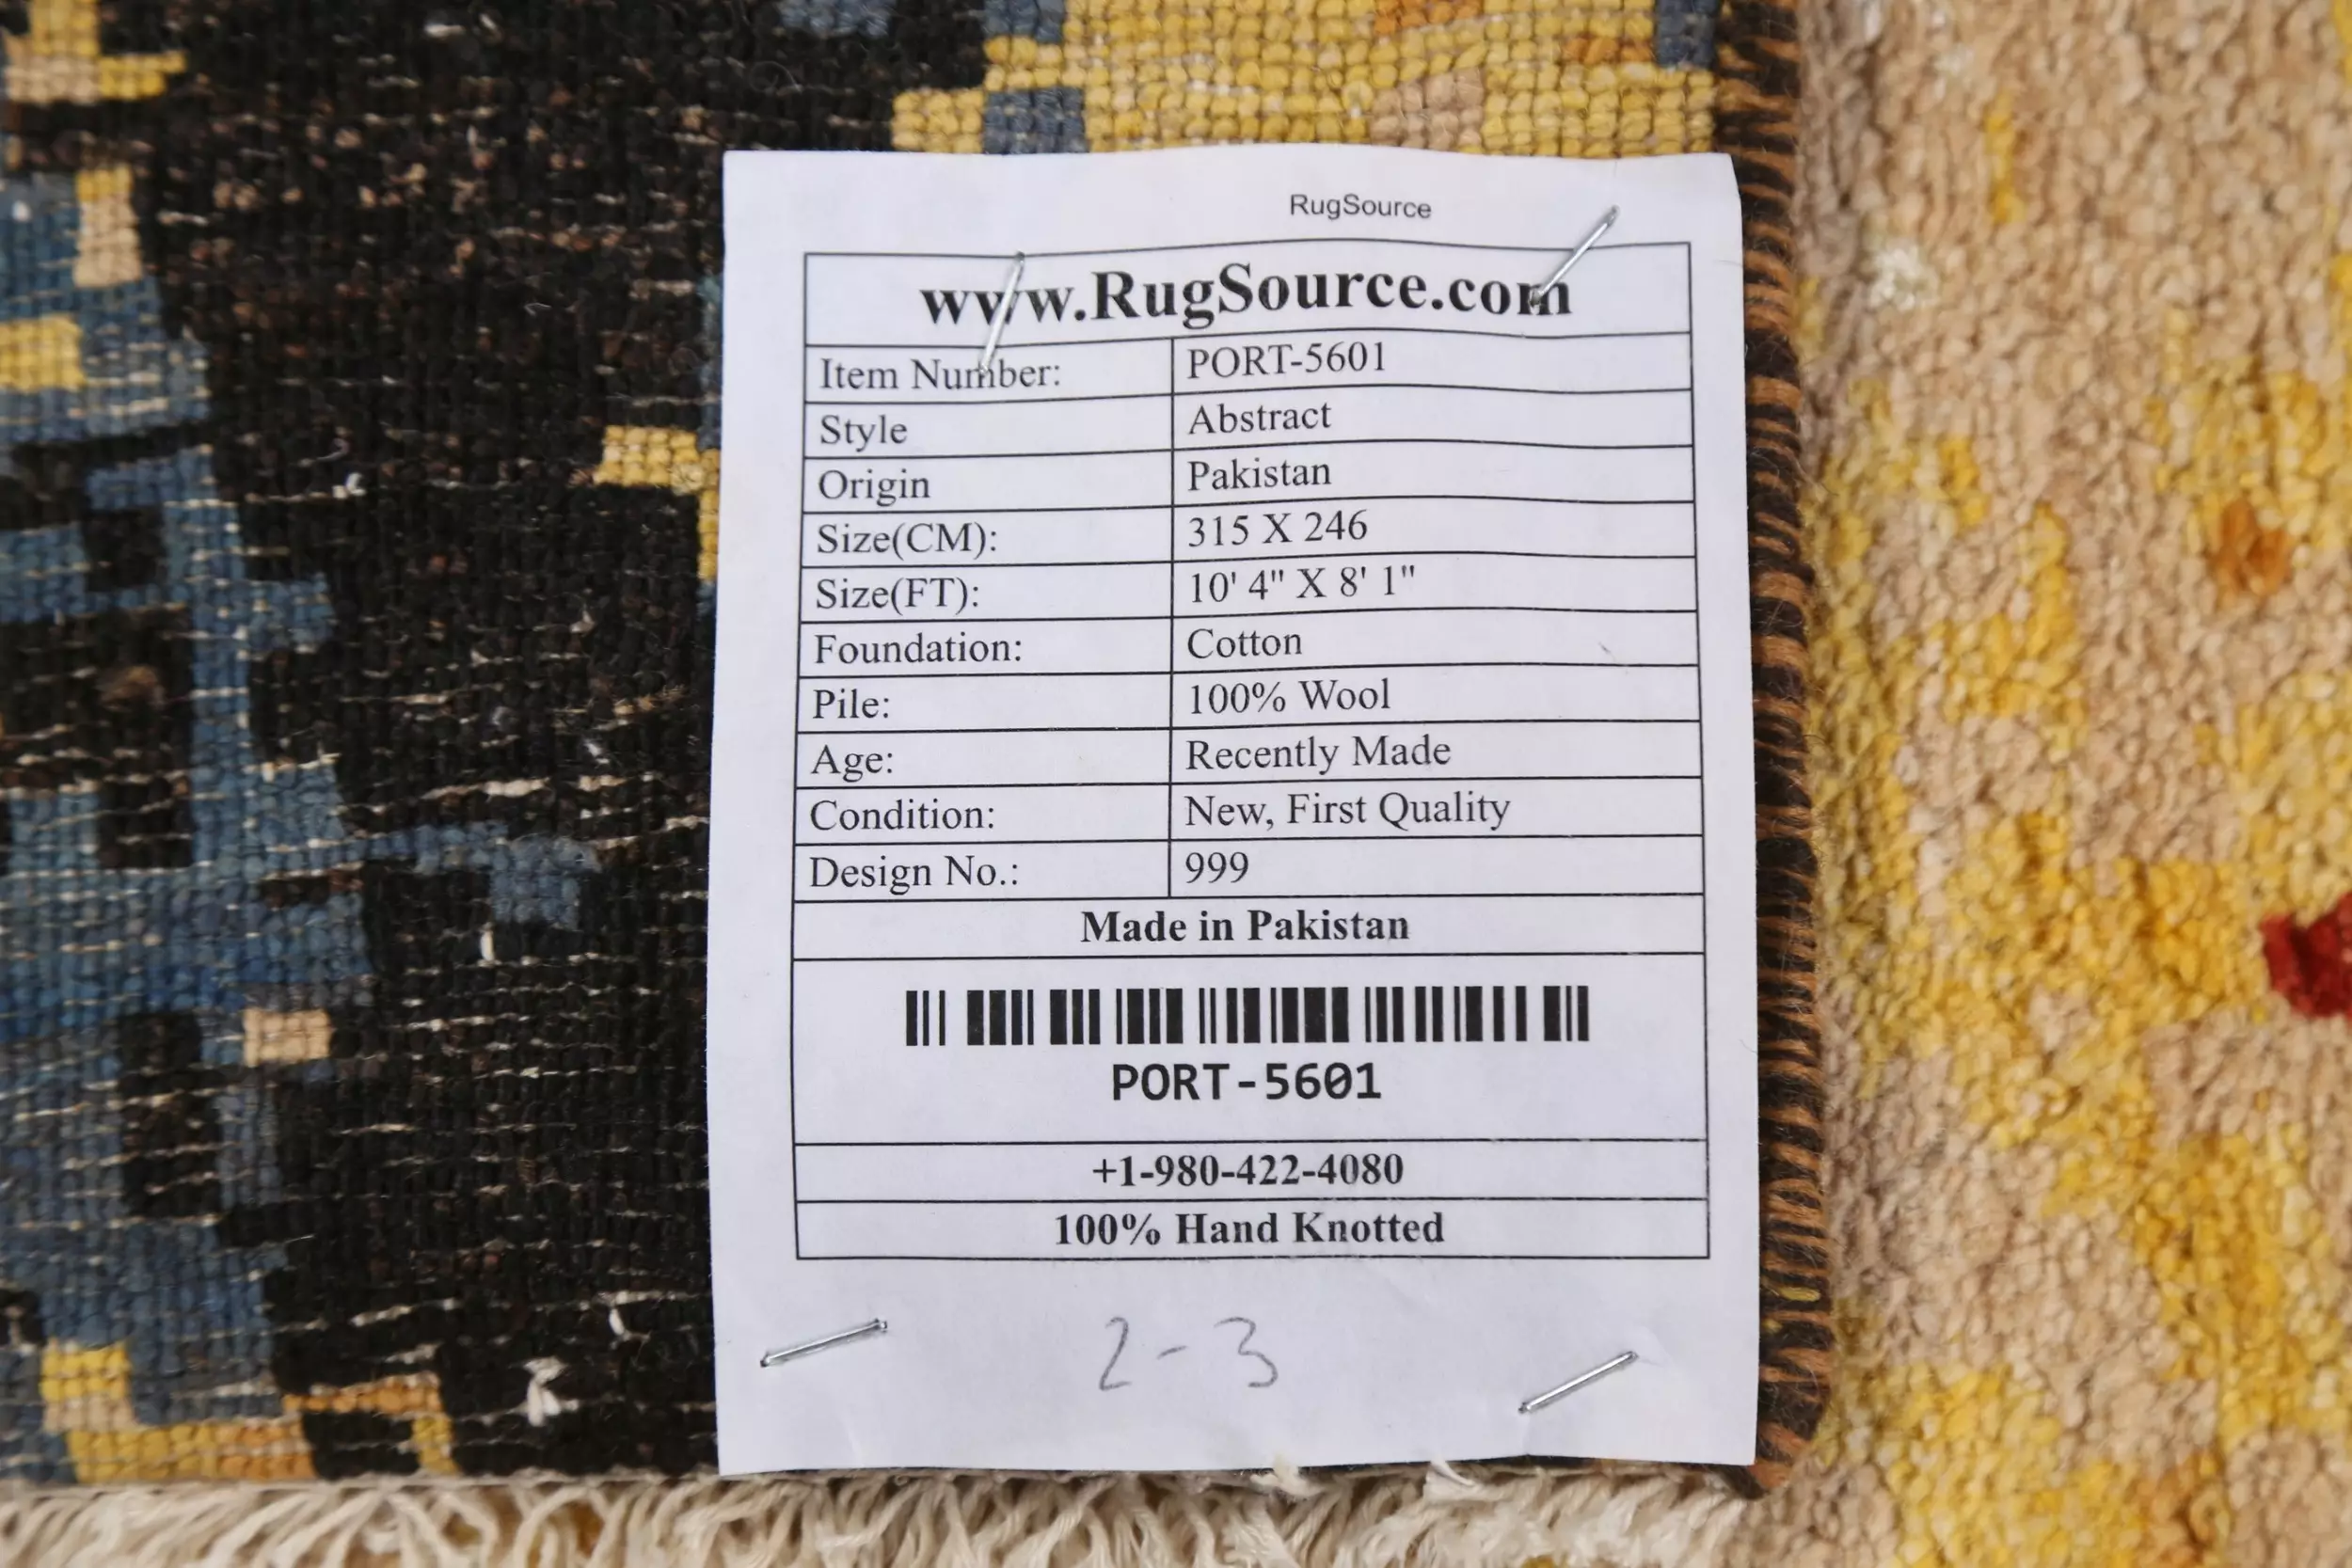 RugSource
www.RugSource.com
Item Number: PORT-5601
Style Abstract
Origin Pakistan
Size(CM): 315 X 246
Size(FT): 10' 4" X 8' 1"
Foundation: Cotton
Pile: 100% Wool
Age: Recently Made
Condition: New, First Quality
Design No.: 999
Made in Pakistan
PORT-5601
+1-980-422-4080
100% Hand Knotted
2-3